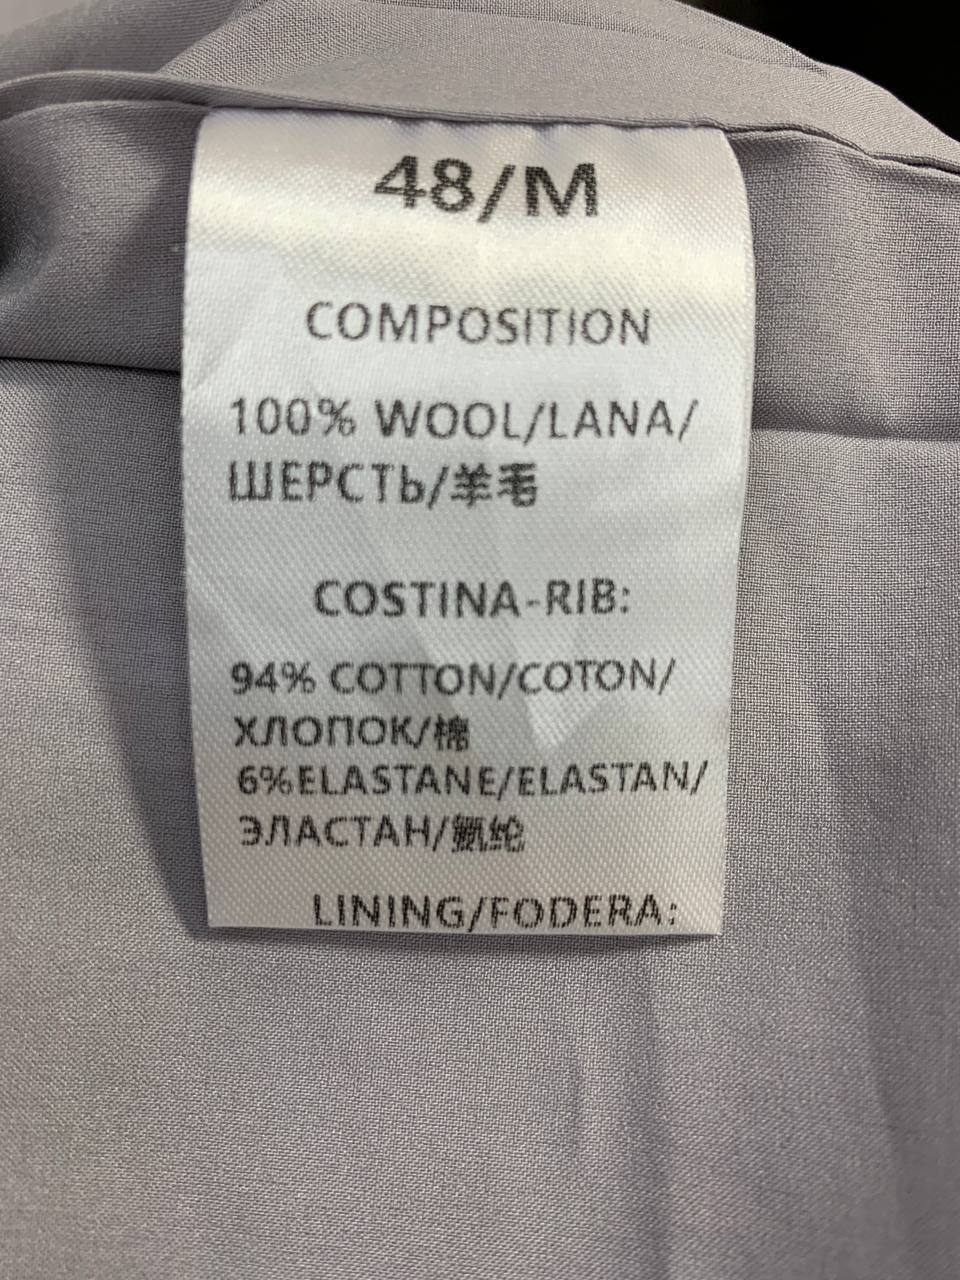 48/M
COMPOSITION
100% WOOL/LANA/
ШЕРСТЬ/羊毛
COSTINA-RIB:
94% COTTON/COTON/
ХЛОПОК/棉
6%ELASTANE/ELASTAN/
ЭЛАСТАН/氨纶
LINING/FODERA: